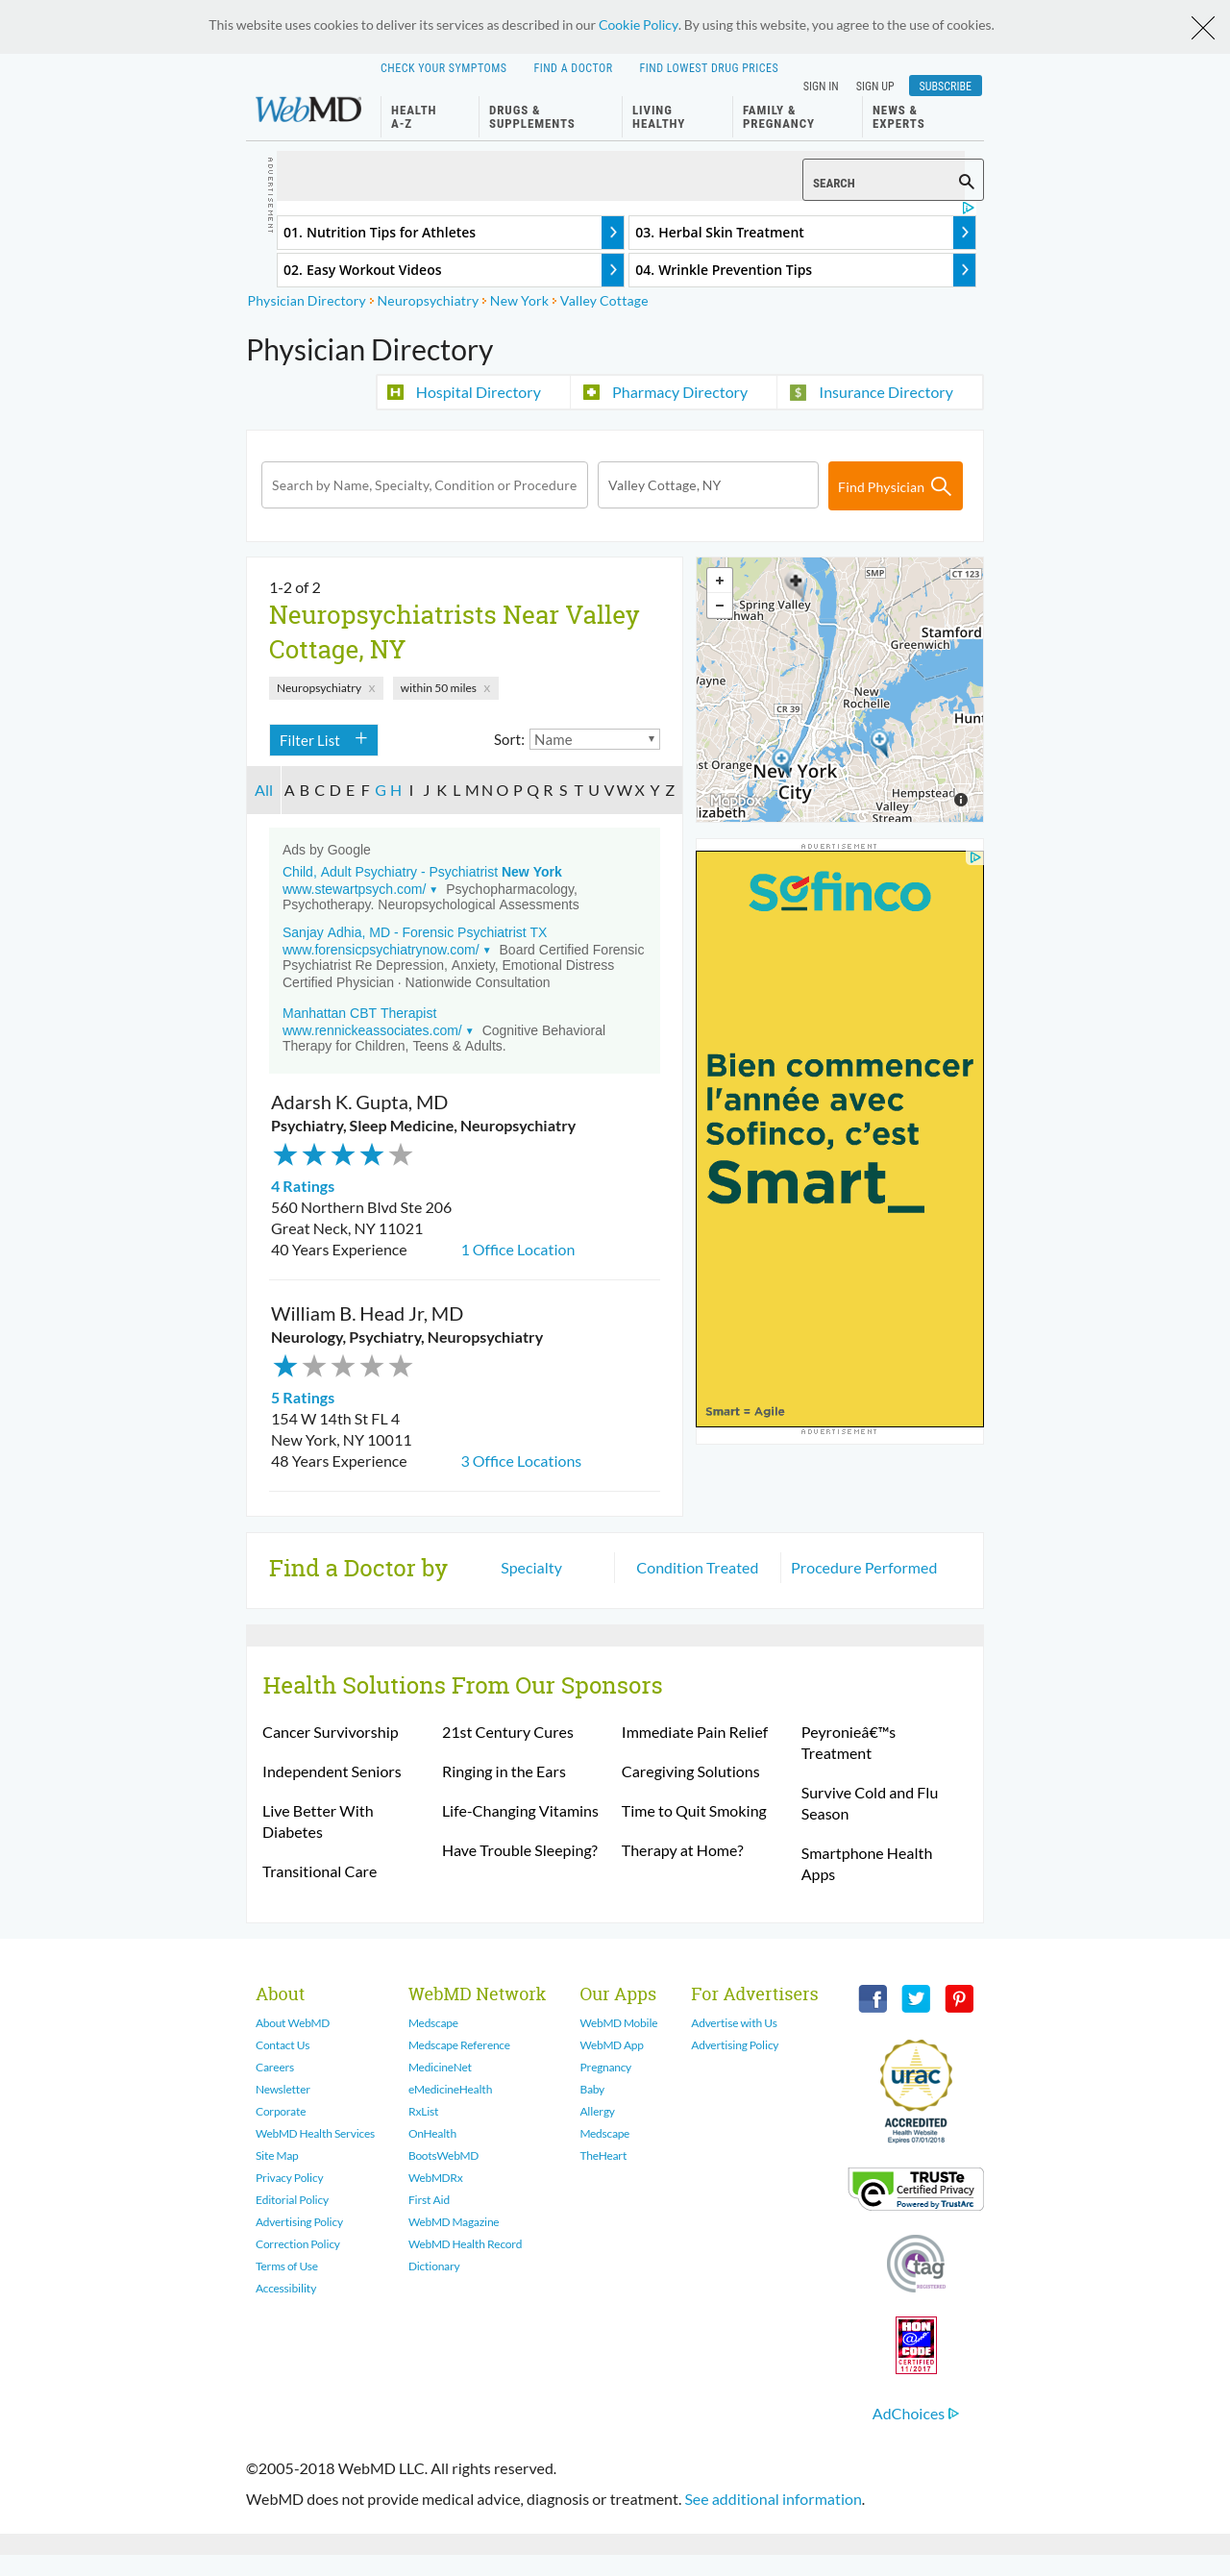 This website uses cookies to deliver its services as described in our Cookie Policy. By using this website, you agree to the use of cookies.
CHECK YOUR SYMPTOMS FIND A DOCTOR FIND LOWEST DRUG PRICES
SIGN IN SIGN UP SUBSCRIBE
WebMD
HEALTH A-Z
DRUGS & SUPPLEMENTS
LIVING HEALTHY
FAMILY & PREGNANCY
NEWS & EXPERTS
ADVERTISEMENT
SEARCH
01. Nutrition Tips for Athletes
03. Herbal Skin Treatment
02. Easy Workout Videos
04. Wrinkle Prevention Tips
Physician Directory Neuropsychiatry New York Valley Cottage
Physician Directory
Hospital Directory Pharmacy Directory Insurance Directory
Search by Name, Specialty, Condition or Procedure
Valley Cottage, NY
Find Physician
1-2 of 2
Neuropsychiatrists Near Valley
Cottage, NY
Neuropsychiatry X within 50 miles X
Filter List +
Sort: Name
All A B C D E F G H I J K L M N O P Q R S T U V W X Y Z
Ads by Google
Child, Adult Psychiatry - Psychiatrist New York
www.stewartpsych.com/ Psychopharmacology,
Psychotherapy. Neuropsychological Assessments
Sanjay Adhia, MD - Forensic Psychiatrist TX
www.forensicpsychiatrynow.com/ Board Certified Forensic
Psychiatrist Re Depression, Anxiety, Emotional Distress
Certified Physician · Nationwide Consultation
Manhattan CBT Therapist
www.rennickeassociates.com/ Cognitive Behavioral
Therapy for Children, Teens & Adults.
Adarsh K. Gupta, MD
Psychiatry, Sleep Medicine, Neuropsychiatry
4 Ratings
560 Northern Blvd Ste 206
Great Neck, NY 11021
40 Years Experience 1 Office Location
William B. Head Jr, MD
Neurology, Psychiatry, Neuropsychiatry
5 Ratings
154 W 14th St FL 4
New York, NY 10011
48 Years Experience 3 Office Locations
+
−
SMP
CT 123
Spring Valley
Mahwah
Stamford
Greenwich
Wayne
New Rochelle
CR 39
Hunt
ast Orange
New York City
Hempstead
Mapbox
Valley Stream
lizabeth
ADVERTISEMENT
Sofinco
Bien commencer
l'année avec
Sofinco, c'est
Smart_
Smart = Agile
ADVERTISEMENT
Find a Doctor by Specialty Condition Treated Procedure Performed
Health Solutions From Our Sponsors
Cancer Survivorship
Independent Seniors
Live Better With
Diabetes
Transitional Care
21st Century Cures
Ringing in the Ears
Life-Changing Vitamins
Have Trouble Sleeping?
Immediate Pain Relief
Caregiving Solutions
Time to Quit Smoking
Therapy at Home?
Peyronieâ€™s
Treatment
Survive Cold and Flu
Season
Smartphone Health
Apps
About
About WebMD
Contact Us
Careers
Newsletter
Corporate
WebMD Health Services
Site Map
Privacy Policy
Editorial Policy
Advertising Policy
Correction Policy
Terms of Use
Accessibility
WebMD Network
Medscape
Medscape Reference
MedicineNet
eMedicineHealth
RxList
OnHealth
BootsWebMD
WebMDRx
First Aid
WebMD Magazine
WebMD Health Record
Dictionary
Our Apps
WebMD Mobile
WebMD App
Pregnancy
Baby
Allergy
Medscape
TheHeart
For Advertisers
Advertise with Us
Advertising Policy
urac
ACCREDITED
Health Website
Expires 07/01/2018
TRUSTe
Certified Privacy
Powered by TrustArc
tag
REGISTERED
HON
@
CODE
CERTIFIED
11/2017
AdChoices
©2005-2018 WebMD LLC. All rights reserved.
WebMD does not provide medical advice, diagnosis or treatment. See additional information.